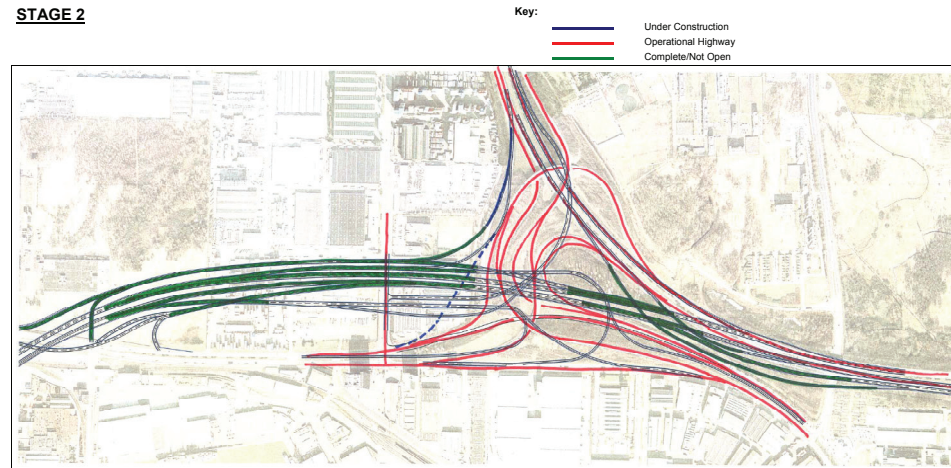 STAGE 2
Key:
Under Construction
Operational Highway
Complete/Not Open